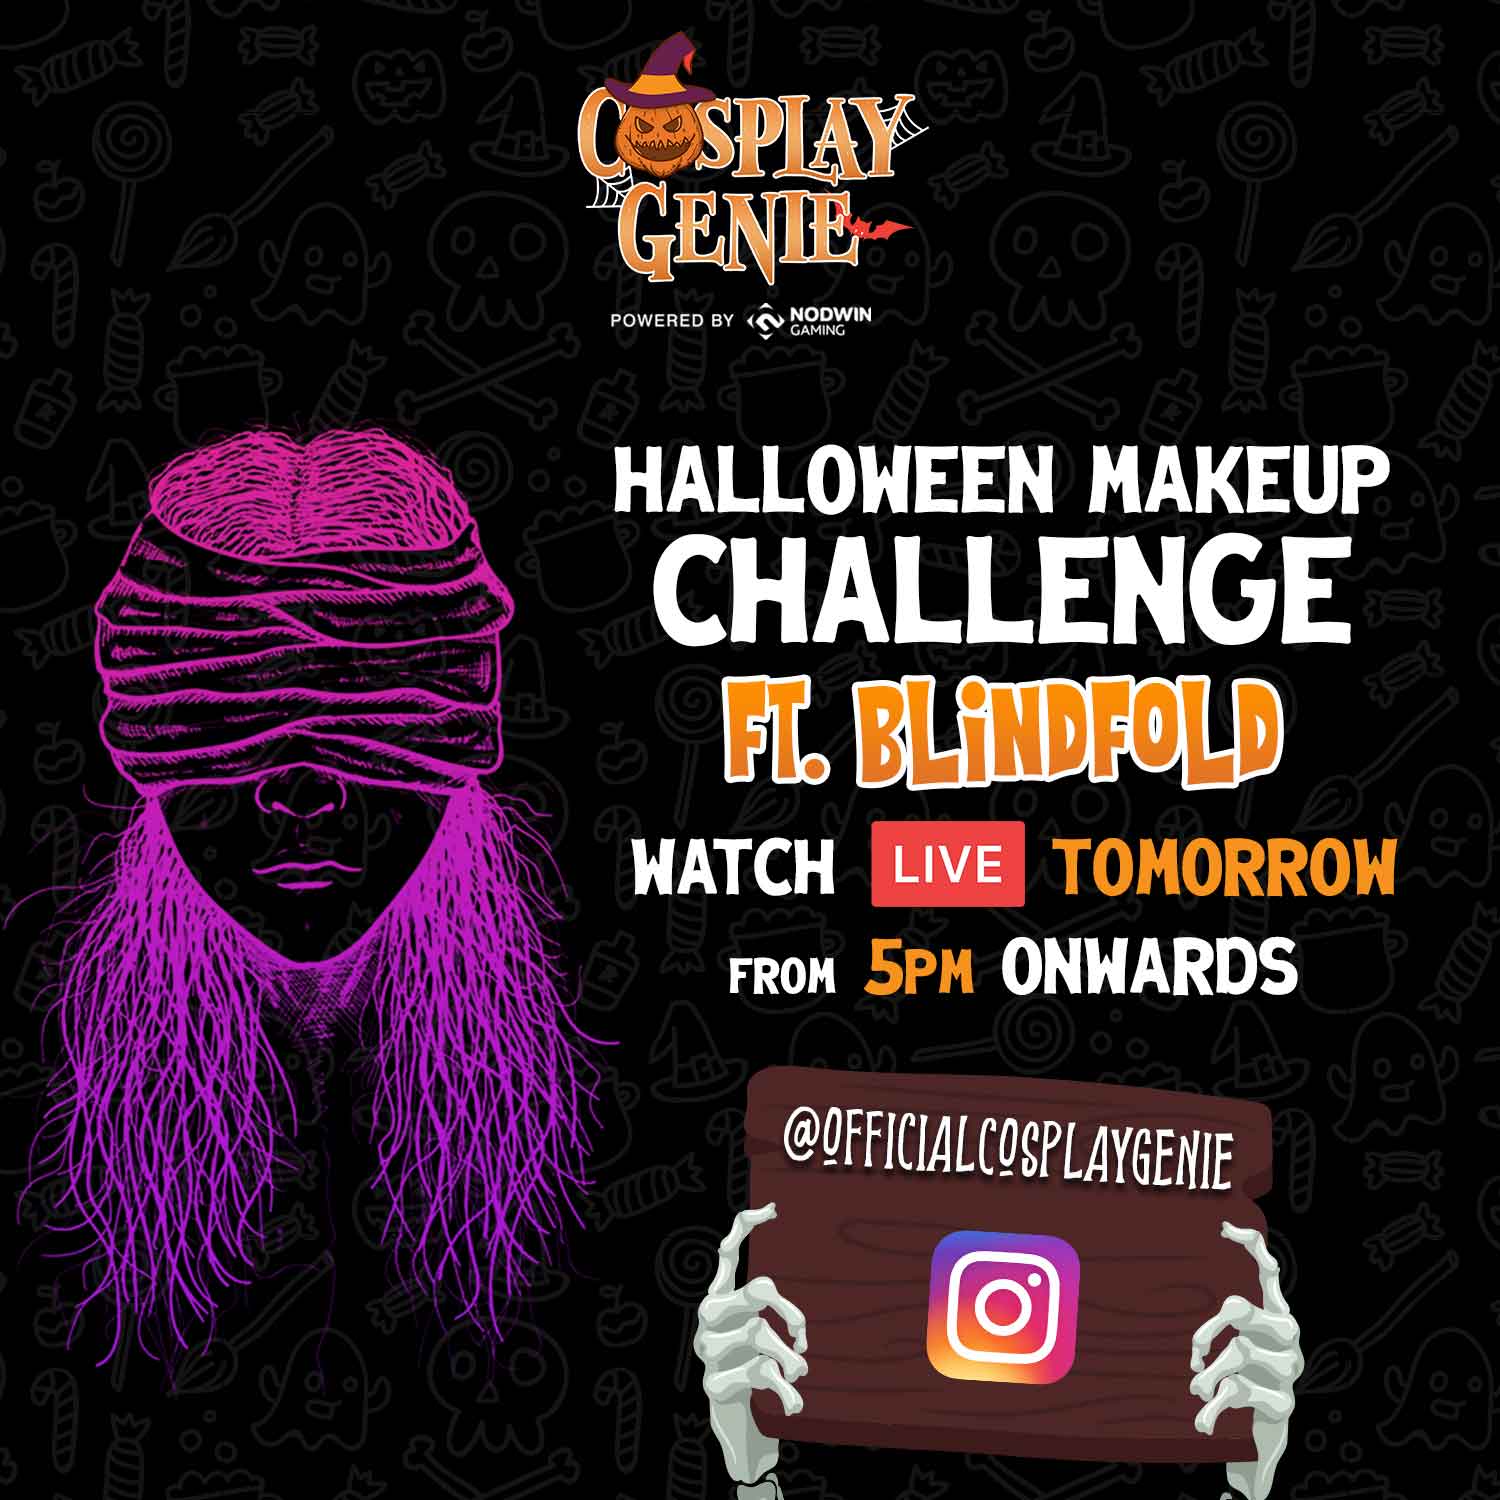 COSPLAY
GENIE
POWERED BY NODWIN GAMING
HALLOWEEN MAKEUP
CHALLENGE
FT. BLiNDFOLD
WATCH LIVE TOMORROW
FROM 5PM ONWARDS
@OFFICIALCOSPLAYGENIE